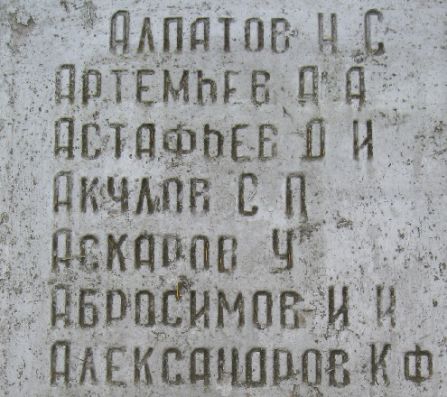 Алпатов Н С
Артемьев Д А
Астафьев Д И
Акулов С П
Аскаров У
Абросимов И И
Александров К Ф